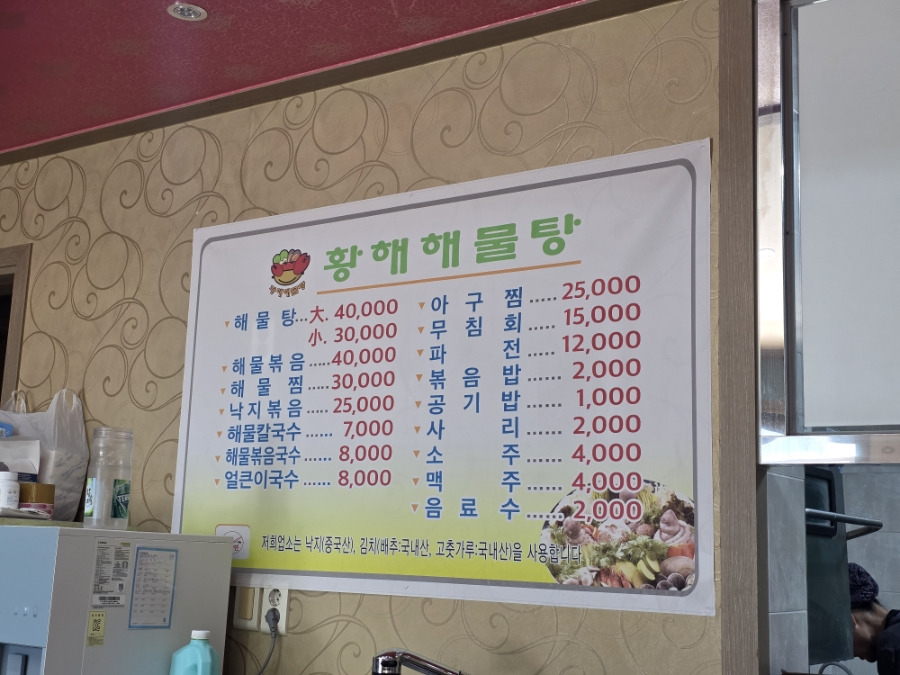 황해해물탕
해물탕...大. 40,000
小. 30,000
해물볶음.....40,000
해물찜.....30,000
낙지볶음.....25,000
해물칼국수......7,000
해물볶음국수......8,000
얼큰이국수......8,000
아구찜.....25,000
무침회......15,000
파전......12,000
볶음밥......2,000
공기밥......1,000
사리......2,000
소주......4,000
맥주......4,000
음료수......2,000
저희업소는 낙지(중국산), 김치(배추:국내산, 고춧가루:국내산)을 사용합니다